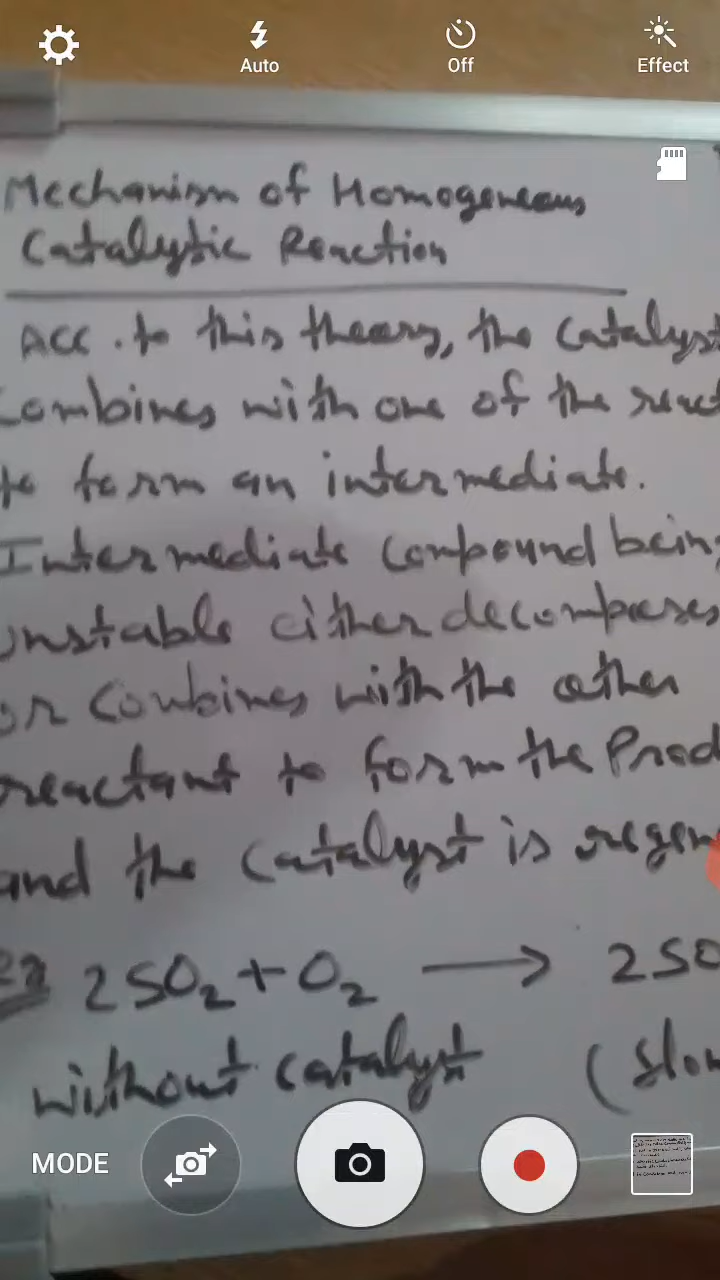 Auto
Off
Effect
Mechanism of Homogeneous
Catalytic Reaction
Acc. to this theory, the Catalyst
Combines with one of the react
to form an intermediate.
Intermediate Compound being
unstable either decomposes
or Combines with the other
reactant to form the Prod
and the Catalyst is regen
Ex 2SO₂ + O₂ → 2SO
without catalyst (Slow
MODE